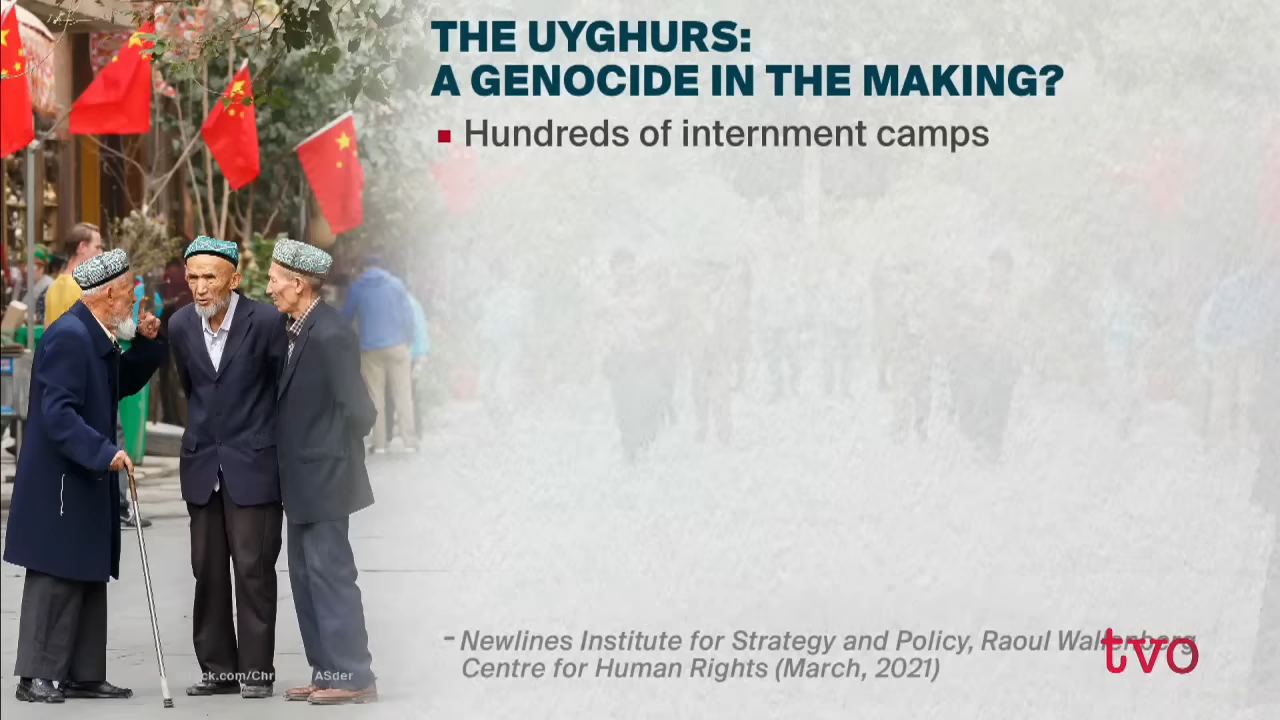 THE UYGHURS:
A GENOCIDE IN THE MAKING?
▪ Hundreds of internment camps
– Newlines Institute for Strategy and Policy, Raoul Wallenberg
Centre for Human Rights (March, 2021)
tvo